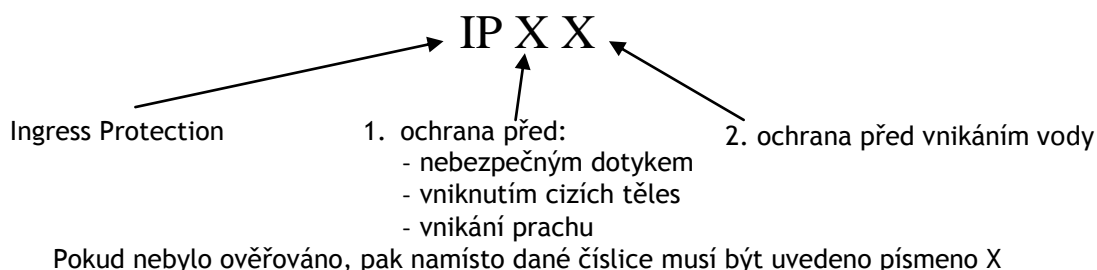 IP X X
Ingress Protection
1. ochrana před:
- nebezpečným dotykem
- vniknutím cizích těles
- vnikání prachu
2. ochrana před vnikáním vody
Pokud nebylo ověřováno, pak namísto dané číslice musí být uvedeno písmeno X